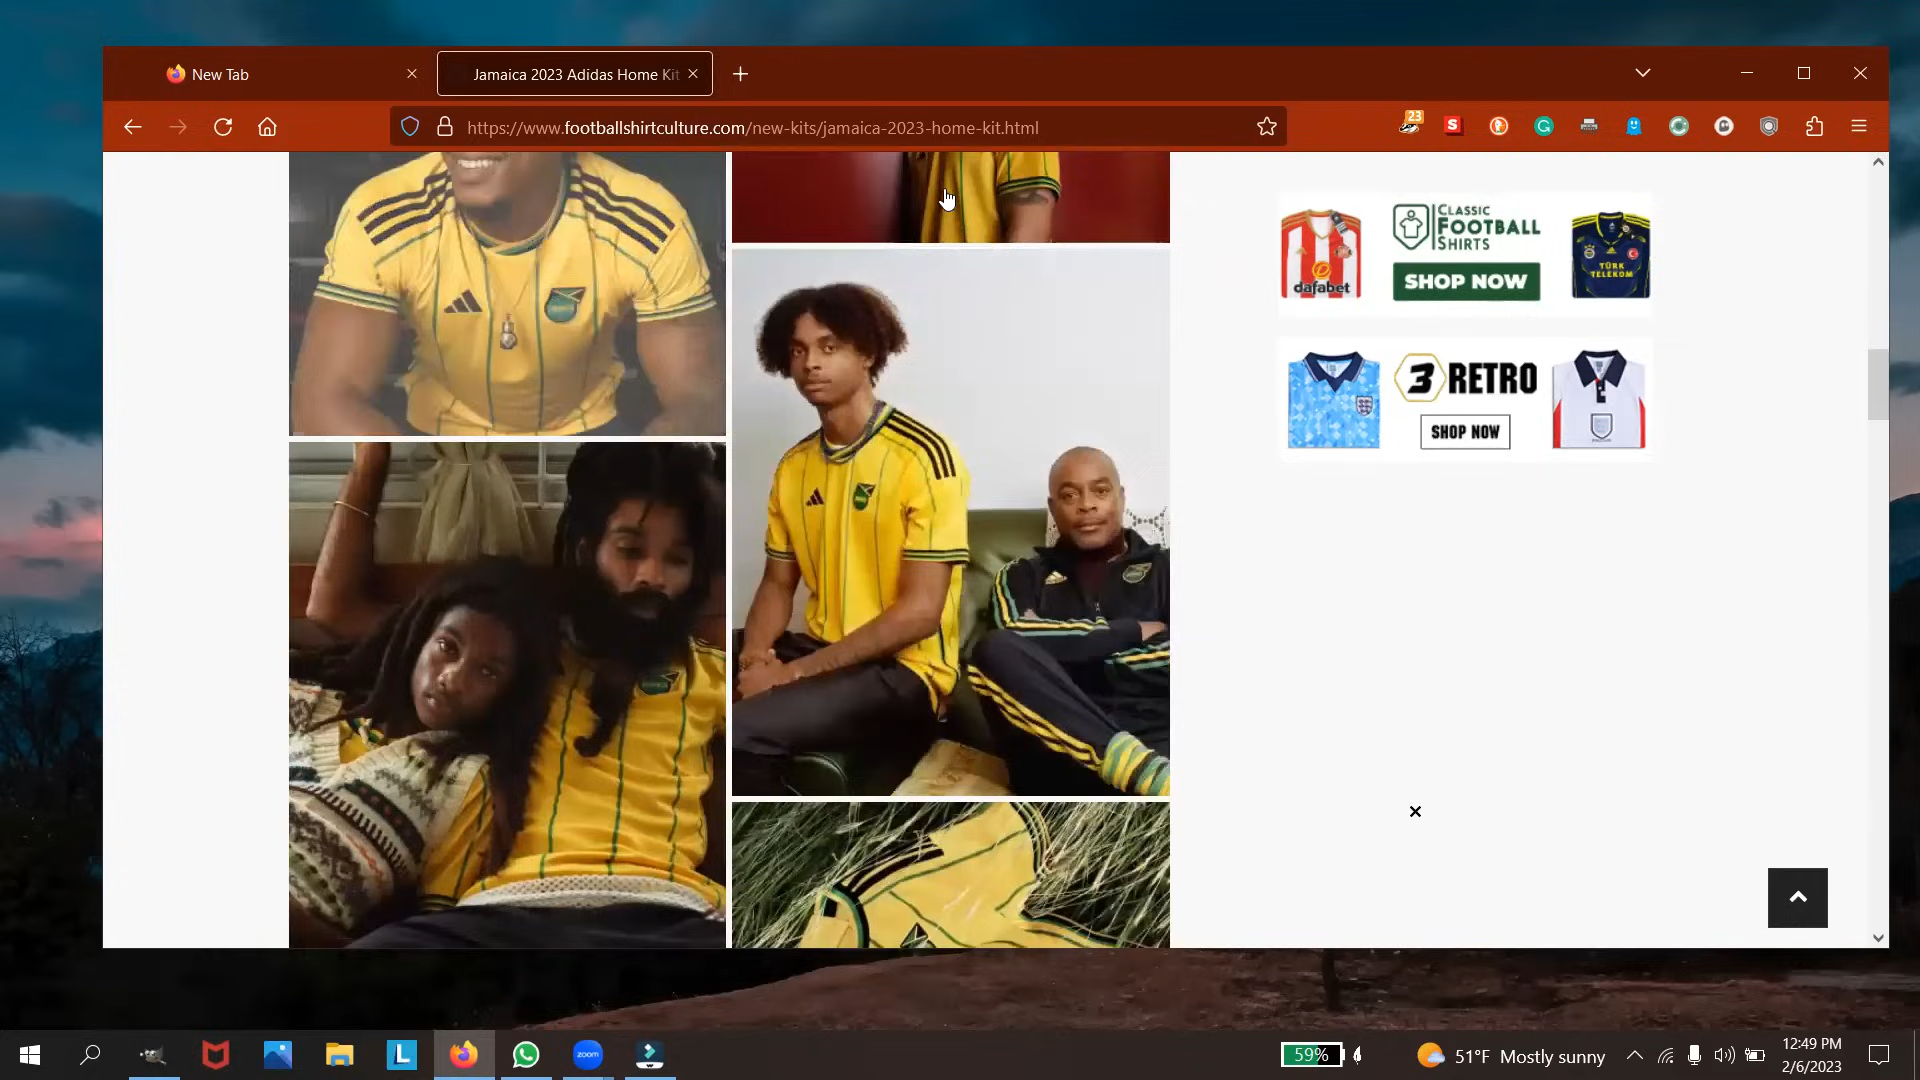 New Tab
Jamaica 2023 Adidas Home Kit
https://www.footballshirtculture.com/new-kits/jamaica-2023-home-kit.html
23
S
G
CLASSIC
FOOTBALL
SHIRTS
SHOP NOW
dafabet
TÜRK
TELEKOM
3 RETRO
SHOP NOW
L
zoom
59%
51°F Mostly sunny
12:49 PM
2/6/2023